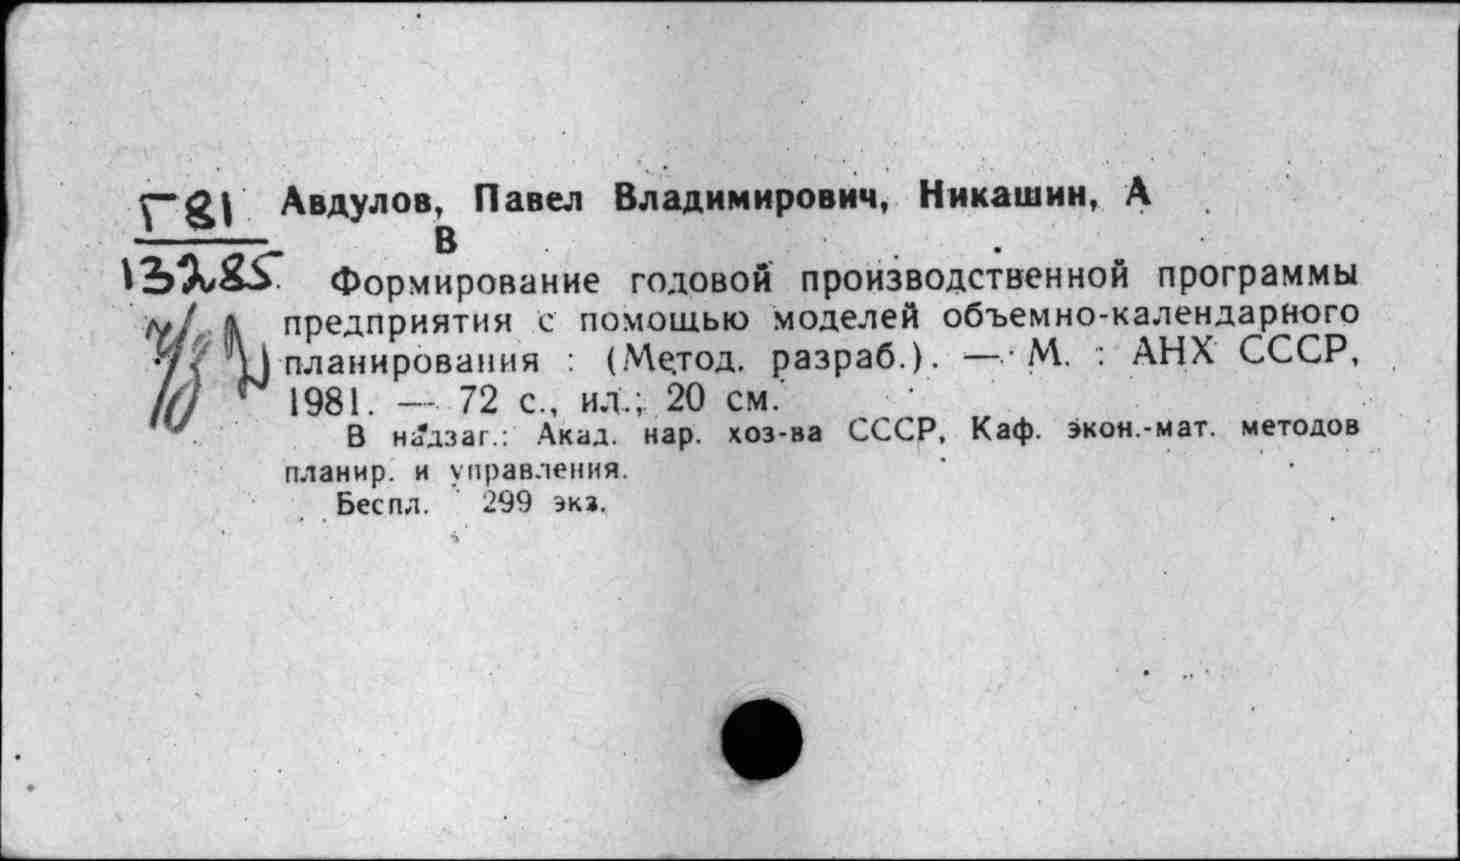 Г81 Авдулов, Павел Владимирович, Никашин, А
В
Формирование годовой производственной программы
предприятия с помощью моделей объемно-календарного
планирования : (Метод. разраб.). — М. : АНХ СССР,
1981. — 72 с., ил.; 20 см.
В надзаг.: Акад. нар. хоз-ва СССР, Каф. экон.-мат. методов
планир. и управления.
Беспл. 299 экз.